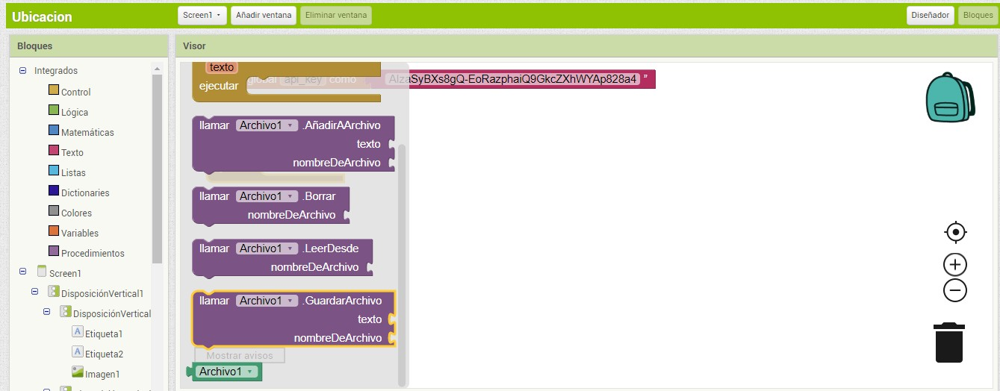 Ubicacion
Screen1
Añadir ventana
Eliminar ventana
Diseñador
Bloques
Bloques
Visor
Integrados
Control
Lógica
Matemáticas
Texto
Listas
Dictionaries
Colores
Variables
Procedimientos
Screen1
DisposiciónVertical1
DisposiciónVertical
Etiqueta1
Etiqueta2
Imagen1
texto
global api_key como AIzaSyBXs8gQ-EoRazphaiQ9GkcZXhWYAp828a4 ”
ejecutar
llamar Archivo1 .AñadirAArchivo
texto
nombreDeArchivo
llamar Archivo1 .Borrar
nombreDeArchivo
llamar Archivo1 .LeerDesde
nombreDeArchivo
llamar Archivo1 .GuardarArchivo
texto
nombreDeArchivo
Mostrar avisos
Archivo1